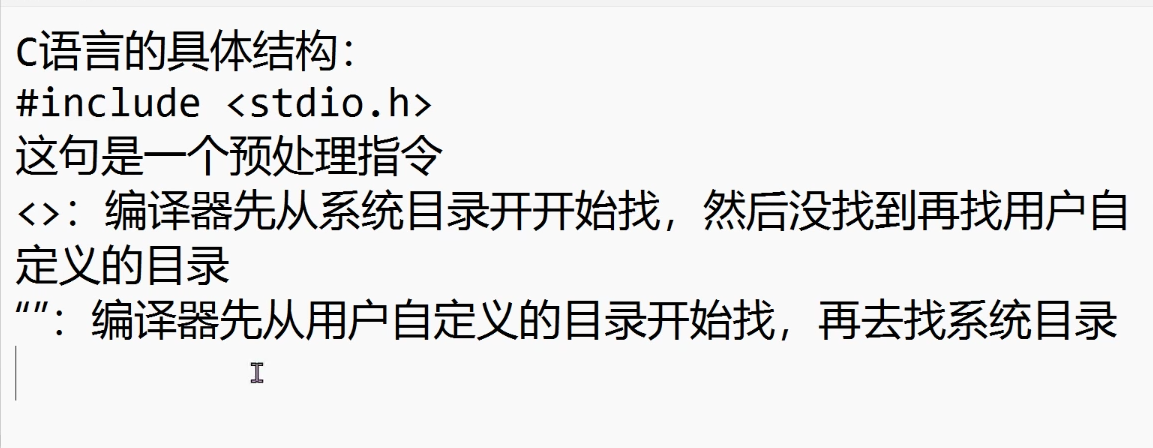 C语言的具体结构：
#include <stdio.h>
这句是一个预处理指令
<>：编译器先从系统目录开开始找，然后没找到再找用户自
定义的目录
“”：编译器先从用户自定义的目录开始找，再去找系统目录